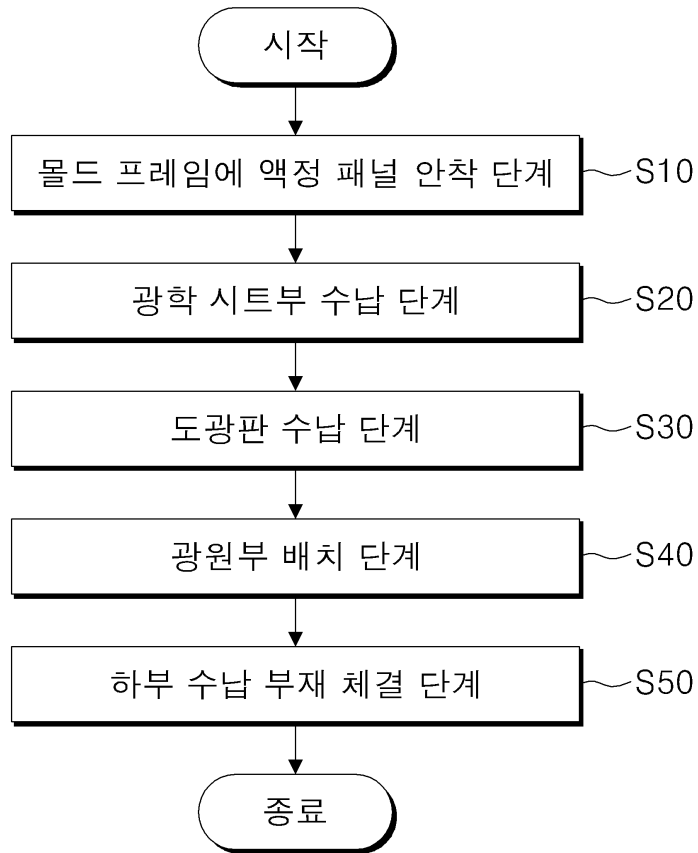 시작
몰드 프레임에 액정 패널 안착 단계 S10
광학 시트부 수납 단계 S20
도광판 수납 단계 S30
광원부 배치 단계 S40
하부 수납 부재 체결 단계 S50
종료